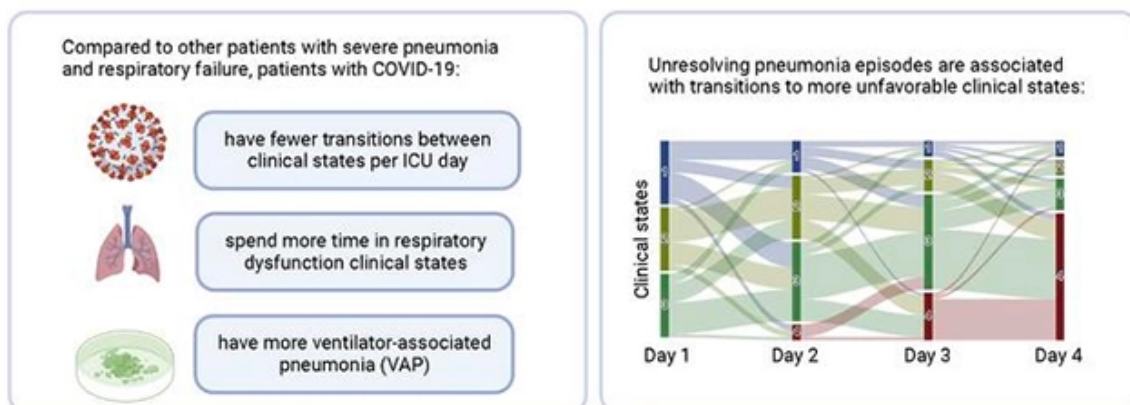 Compared to other patients with severe pneumonia
and respiratory failure, patients with COVID-19:
have fewer transitions between
clinical states per ICU day
spend more time in respiratory
dysfunction clinical states
have more ventilator-associated
pneumonia (VAP)
Unresolving pneumonia episodes are associated
with transitions to more unfavorable clinical states:
Clinical states
Day 1
Day 2
Day 3
Day 4